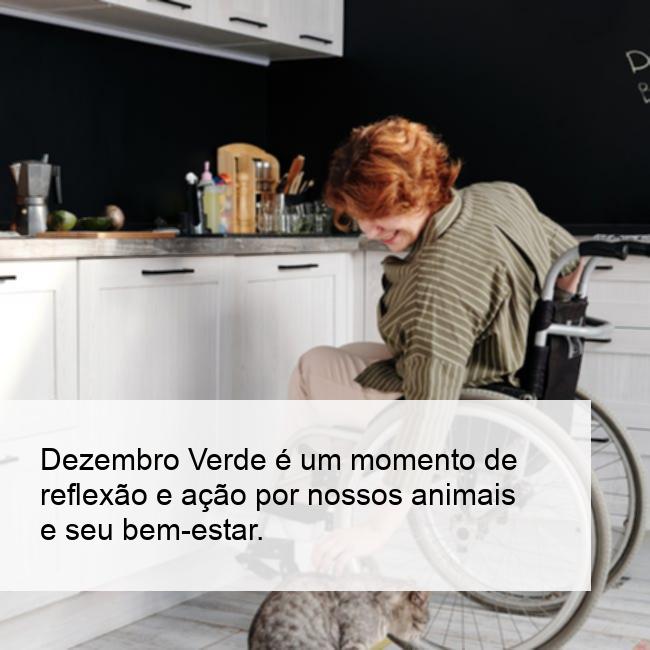 Dezembro Verde é um momento de
reflexão e ação por nossos animais
e seu bem-estar.